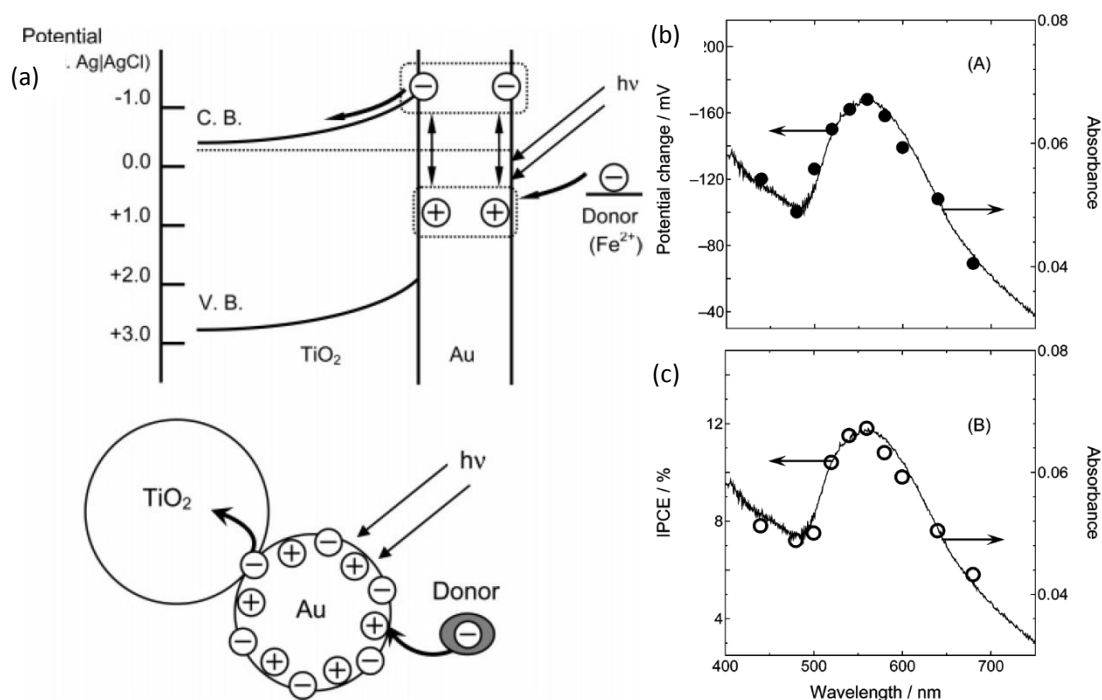 Potential
. Ag|AgCl)
(a)
-1.0
0.0
+1.0
+2.0
+3.0
C. B.
V. B.
TiO₂
Au
hν
Donor
(Fe²⁺)
TiO₂
Au
hν
Donor
(b)
(A)
Potential change / mV
-200
-160
-120
-80
-40
Absorbance
0.08
0.06
0.04
(c)
(B)
IPCE / %
12
8
4
Absorbance
0.08
0.06
0.04
400
500
600
700
Wavelength / nm